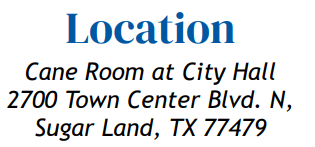 Location
Cane Room at City Hall
2700 Town Center Blvd. N,
Sugar Land, TX 77479